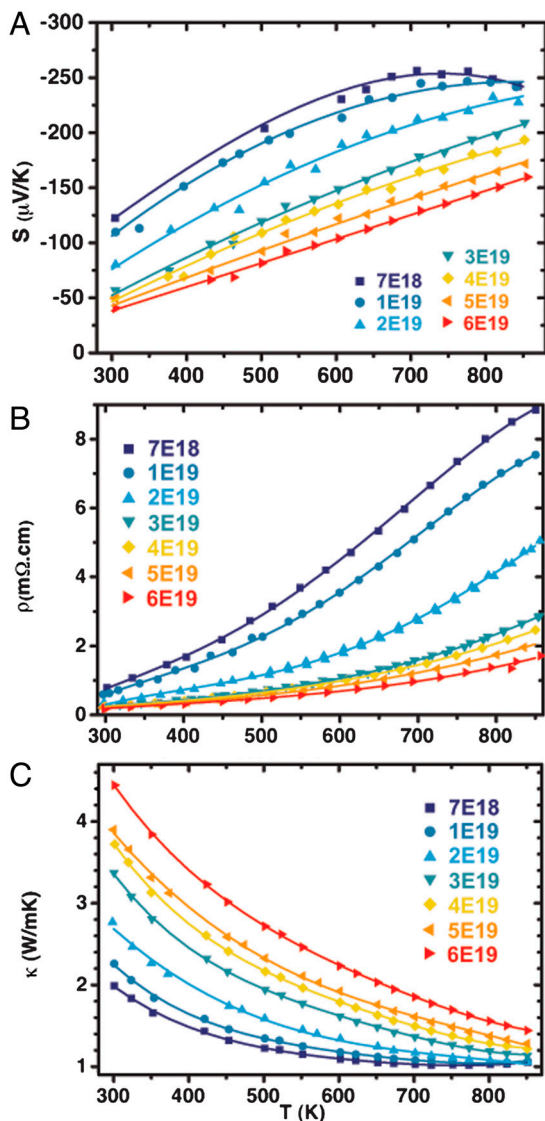 A
-300
-250
-200
-150
-100
-50
0
S (μV/K)
7E18
1E19
2E19
3E19
4E19
5E19
6E19
300 400 500 600 700 800
B
8
6
4
2
0
ρ(mΩ.cm)
7E18
1E19
2E19
3E19
4E19
5E19
6E19
300 400 500 600 700 800
C
4
3
2
1
κ (W/mK)
7E18
1E19
2E19
3E19
4E19
5E19
6E19
300 400 500 600 700 800
T (K)